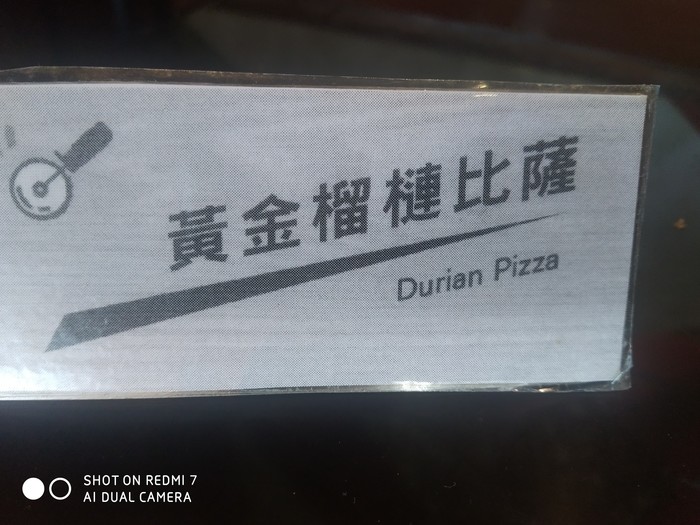 黃金榴槤比薩
Durian Pizza
SHOT ON REDMI 7
AI DUAL CAMERA